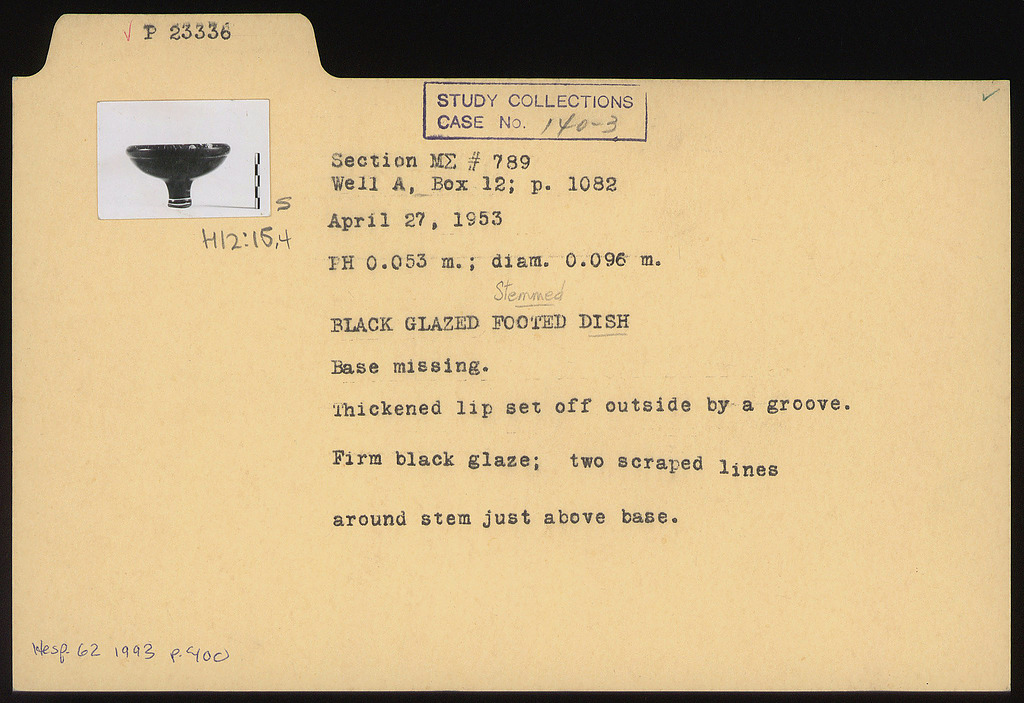 ✓ P 23336
STUDY COLLECTIONS
CASE No. 140-3
Section ΜΣ # 789
Well A, Box 12; p. 1082
S
April 27, 1953
H12:15,4
PH 0.053 m.; diam. 0.096 m.
Stemmed
BLACK GLAZED FOOTED DISH
Base missing.
Thickened lip set off outside by a groove.
Firm black glaze; two scraped lines
around stem just above base.
Hesp. 62 1993 p. 400